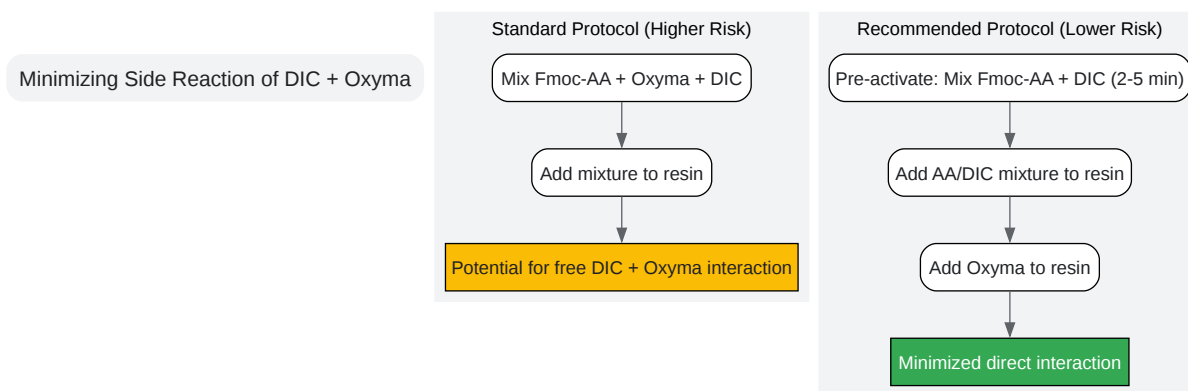 Minimizing Side Reaction of DIC + Oxyma
Standard Protocol (Higher Risk)
Mix Fmoc-AA + Oxyma + DIC
Add mixture to resin
Potential for free DIC + Oxyma interaction
Recommended Protocol (Lower Risk)
Pre-activate: Mix Fmoc-AA + DIC (2-5 min)
Add AA/DIC mixture to resin
Add Oxyma to resin
Minimized direct interaction